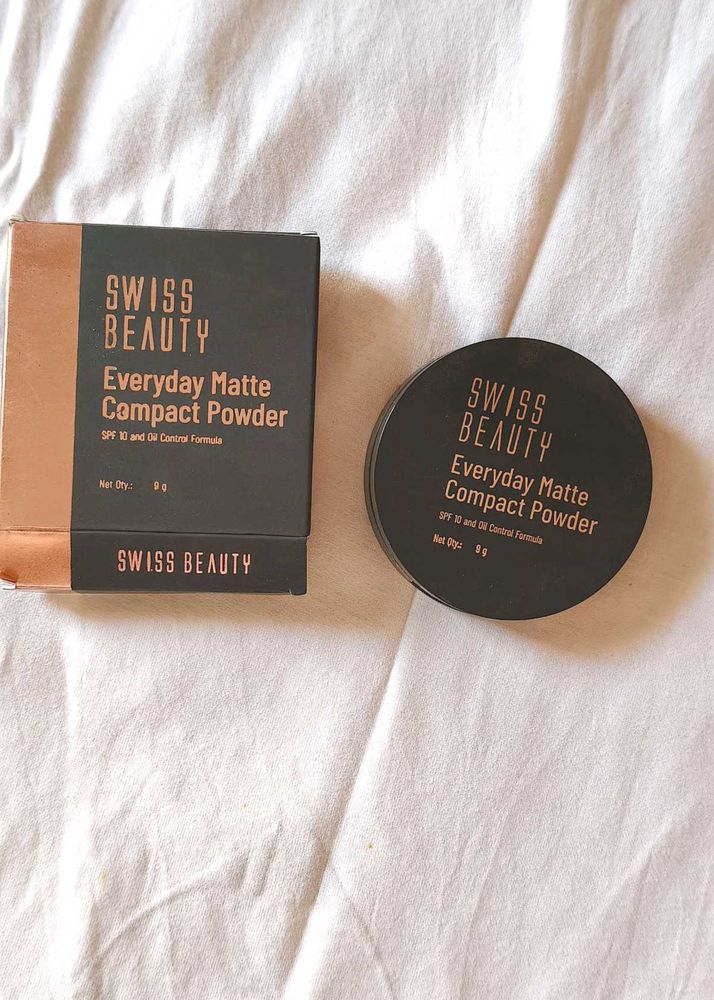 SWISS
BEAUTY
Everyday Matte
Compact Powder
SPF 10 and Oil Control Formula
Net Qty.: 9 g
SWISS BEAUTY
SWISS
BEAUTY
Everyday Matte
Compact Powder
SPF 10 and Oil Control Formula
Net Qty.: 9 g